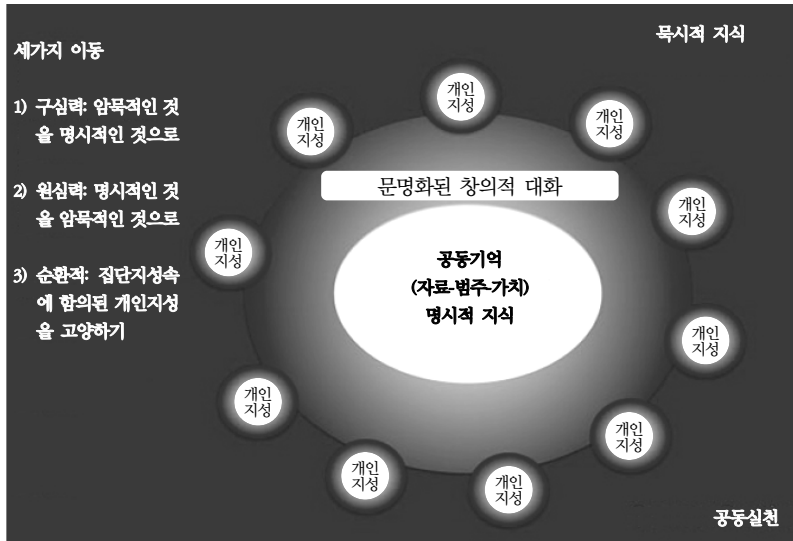 세가지 이동
1) 구심력: 암묵적인 것
을 명시적인 것으로
2) 원심력: 명시적인 것
을 암묵적인 것으로
3) 순환적: 집단지성속
에 함의된 개인지성
을 고양하기
묵시적 지식
개인
지성
개인
지성
개인
지성
개인
지성
개인
지성
개인
지성
개인
지성
개인
지성
개인
지성
개인
지성
문명화된 창의적 대화
공동기억
(자료-범주-가치)
명시적 지식
공동실천